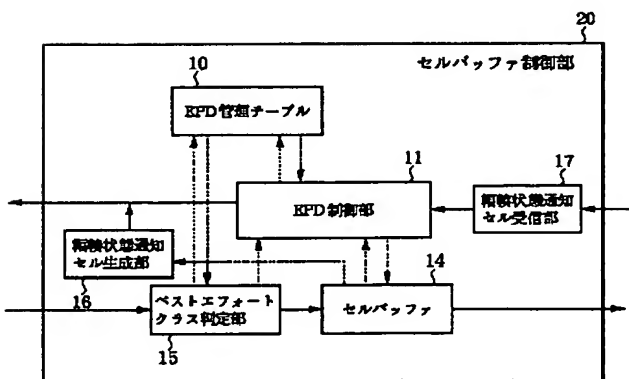 20
セルバッファ制御部
10
EPD管理テーブル
11
EPD制御部
17
輻輳状態通知
セル受信部
輻輳状態通知
セル生成部
16
14
ベストエフォート
クラス判定部
15
セルバッファ